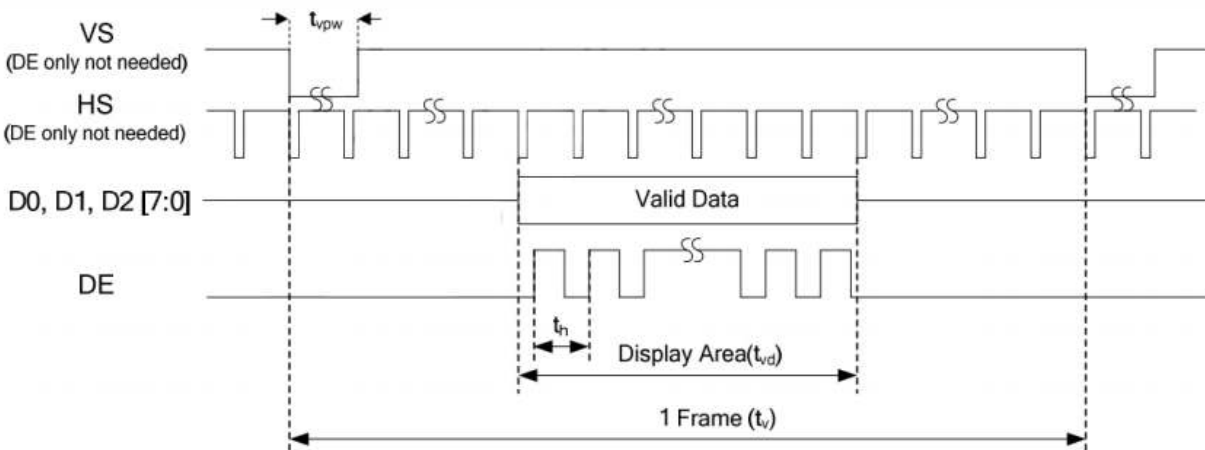 t_vpw
VS
(DE only not needed)
HS
(DE only not needed)
D0, D1, D2 [7:0]
Valid Data
DE
t_h
Display Area(t_vd)
1 Frame (t_v)